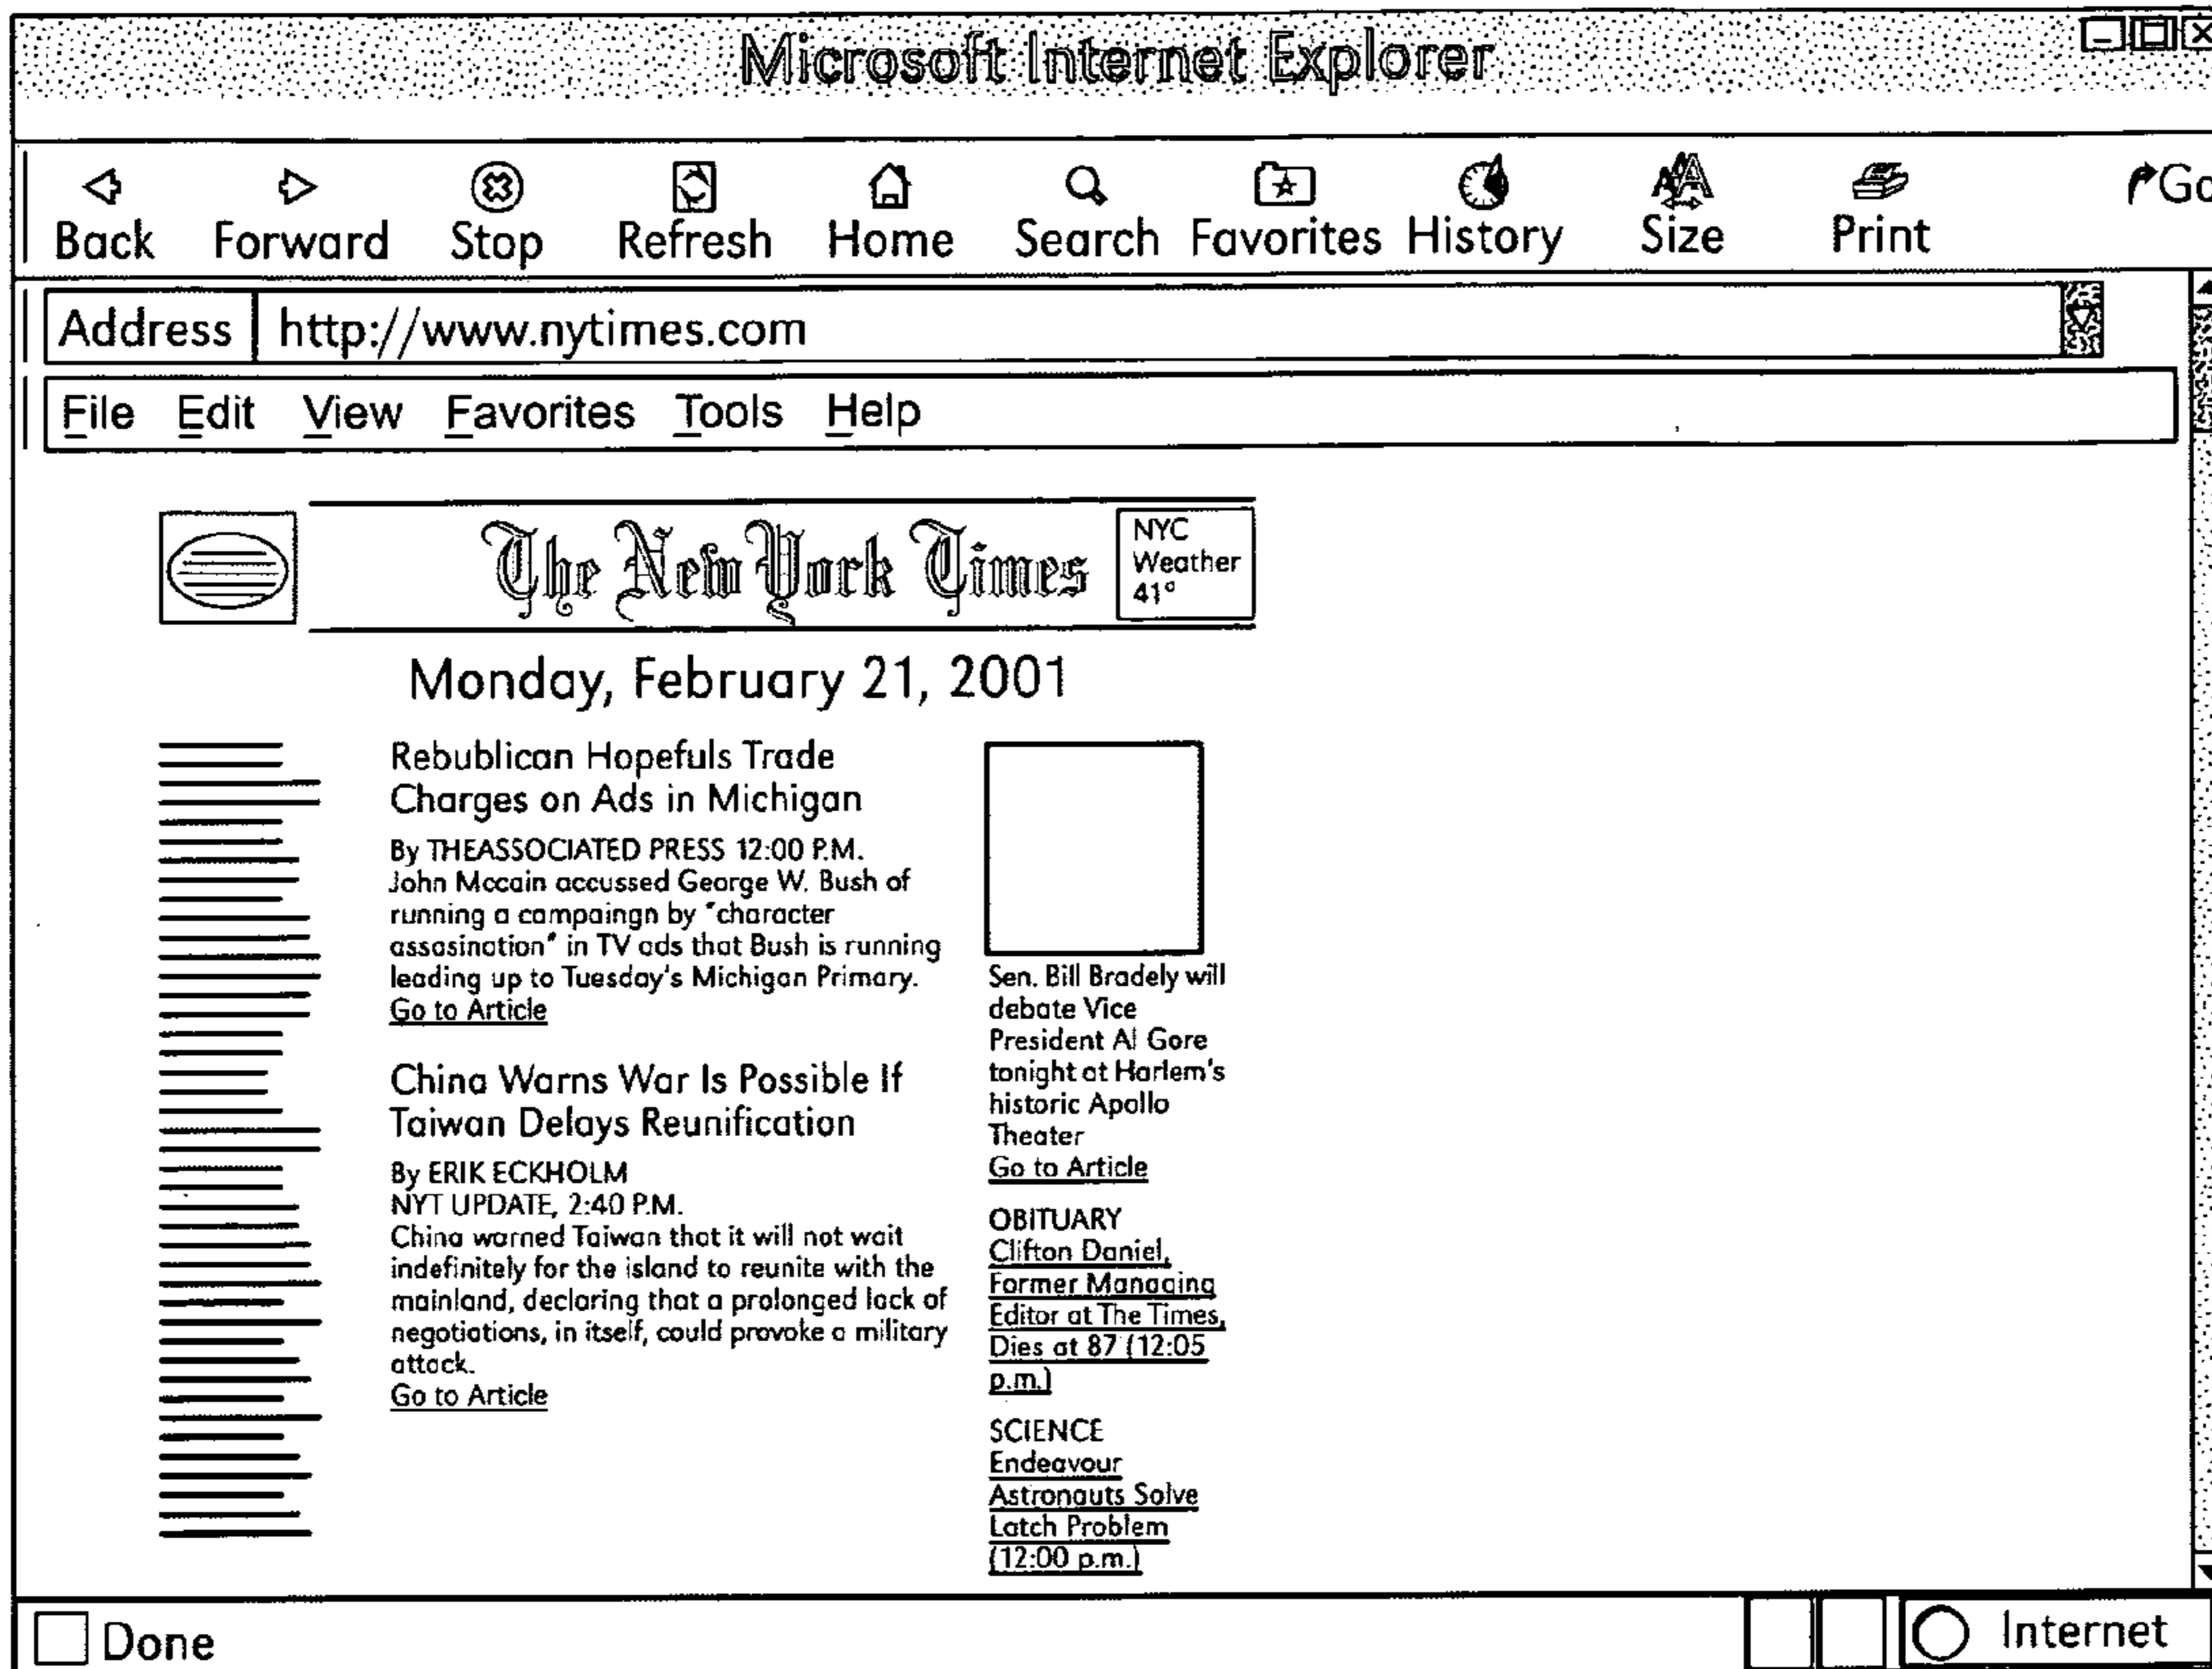 Microsoft Internet Explorer
Back Forward Stop Refresh Home Search Favorites History Size Print Go
Address http://www.nytimes.com
File Edit View Favorites Tools Help
The New York Times
NYC
Weather
41°
Monday, February 21, 2001
Rebublican Hopefuls Trade
Charges on Ads in Michigan
By THEASSOCIATED PRESS 12:00 P.M.
John Mccain accussed George W. Bush of
running a campaingn by "character
assasination" in TV ads that Bush is running
leading up to Tuesday's Michigan Primary.
Go to Article
China Warns War Is Possible If
Taiwan Delays Reunification
By ERIK ECKHOLM
NYT UPDATE, 2:40 P.M.
China warned Taiwan that it will not wait
indefinitely for the island to reunite with the
mainland, declaring that a prolonged lack of
negotiations, in itself, could provoke a military
attack.
Go to Article
Sen. Bill Bradely will
debate Vice
President Al Gore
tonight at Harlem's
historic Apollo
Theater
Go to Article
OBITUARY
Clifton Daniel,
Former Managing
Editor at The Times,
Dies at 87 (12:05
p.m.)
SCIENCE
Endeavour
Astronauts Solve
Latch Problem
(12:00 p.m.)
Done
Internet